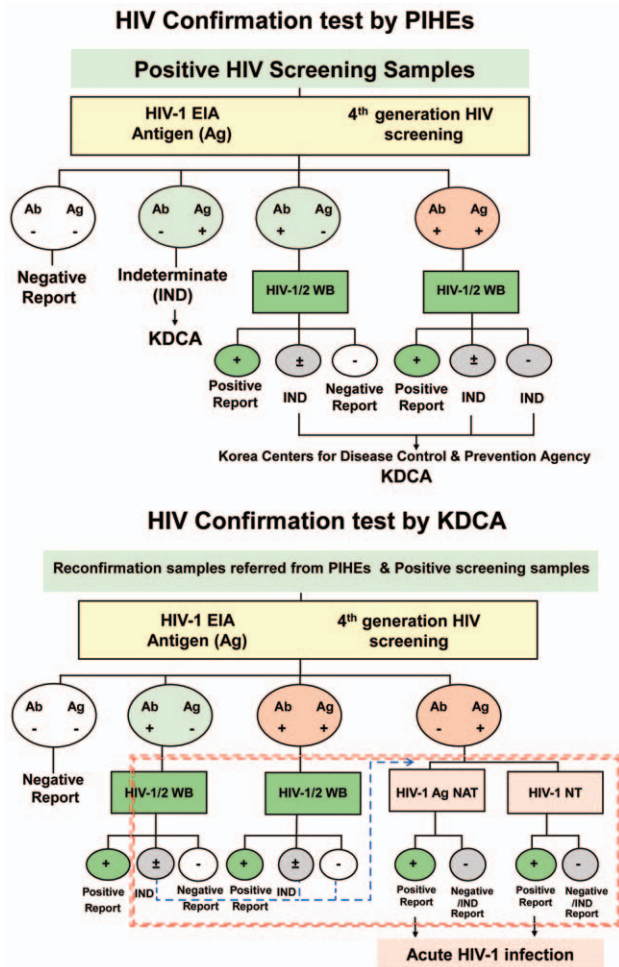 HIV Confirmation test by PIHEs
Positive HIV Screening Samples
HIV-1 EIA 4th generation HIV
Antigen (Ag) screening
Ab Ag Ab Ag Ab Ag Ab Ag
- - - + + - + +
Negative
Report
Indeterminate
(IND)
KDCA
HIV-1/2 WB HIV-1/2 WB
+ ± - + ± -
Positive
Report
IND
Negative
Report
Positive
Report
IND
IND
Korea Centers for Disease Control & Prevention Agency
KDCA
HIV Confirmation test by KDCA
Reconfirmation samples referred from PIHEs & Positive screening samples
HIV-1 EIA 4th generation HIV
Antigen (Ag) screening
Ab Ag Ab Ag Ab Ag Ab Ag
- - + - + + - +
Negative
Report
HIV-1/2 WB HIV-1/2 WB HIV-1 Ag NAT HIV-1 NT
+ ± - + ± - + - + -
Positive
Report
IND
Negative
Report
Positive
Report
IND
Positive
Report
Negative
/IND
Report
Positive
Report
Negative
/IND
Report
Acute HIV-1 infection